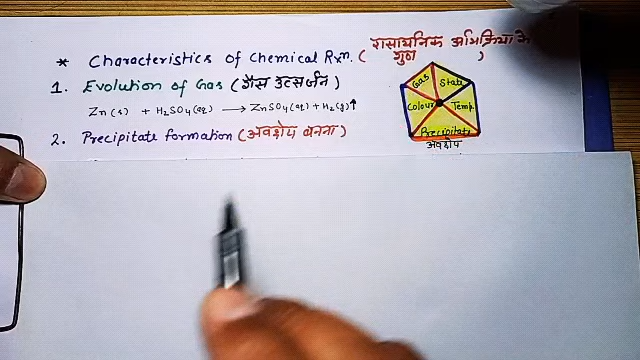 * Characteristics of Chemical Rxn. ( रासायनिक अभिक्रिया के गुण )
1. Evolution of Gas ( गैस उत्सर्जन )
Zn(s) + H2SO4(aq) → ZnSO4(aq) + H2(g)↑
2. Precipitate formation ( अवक्षेप बनना )
Gas
State
Colour
Temp.
Precipitate
अवक्षेप